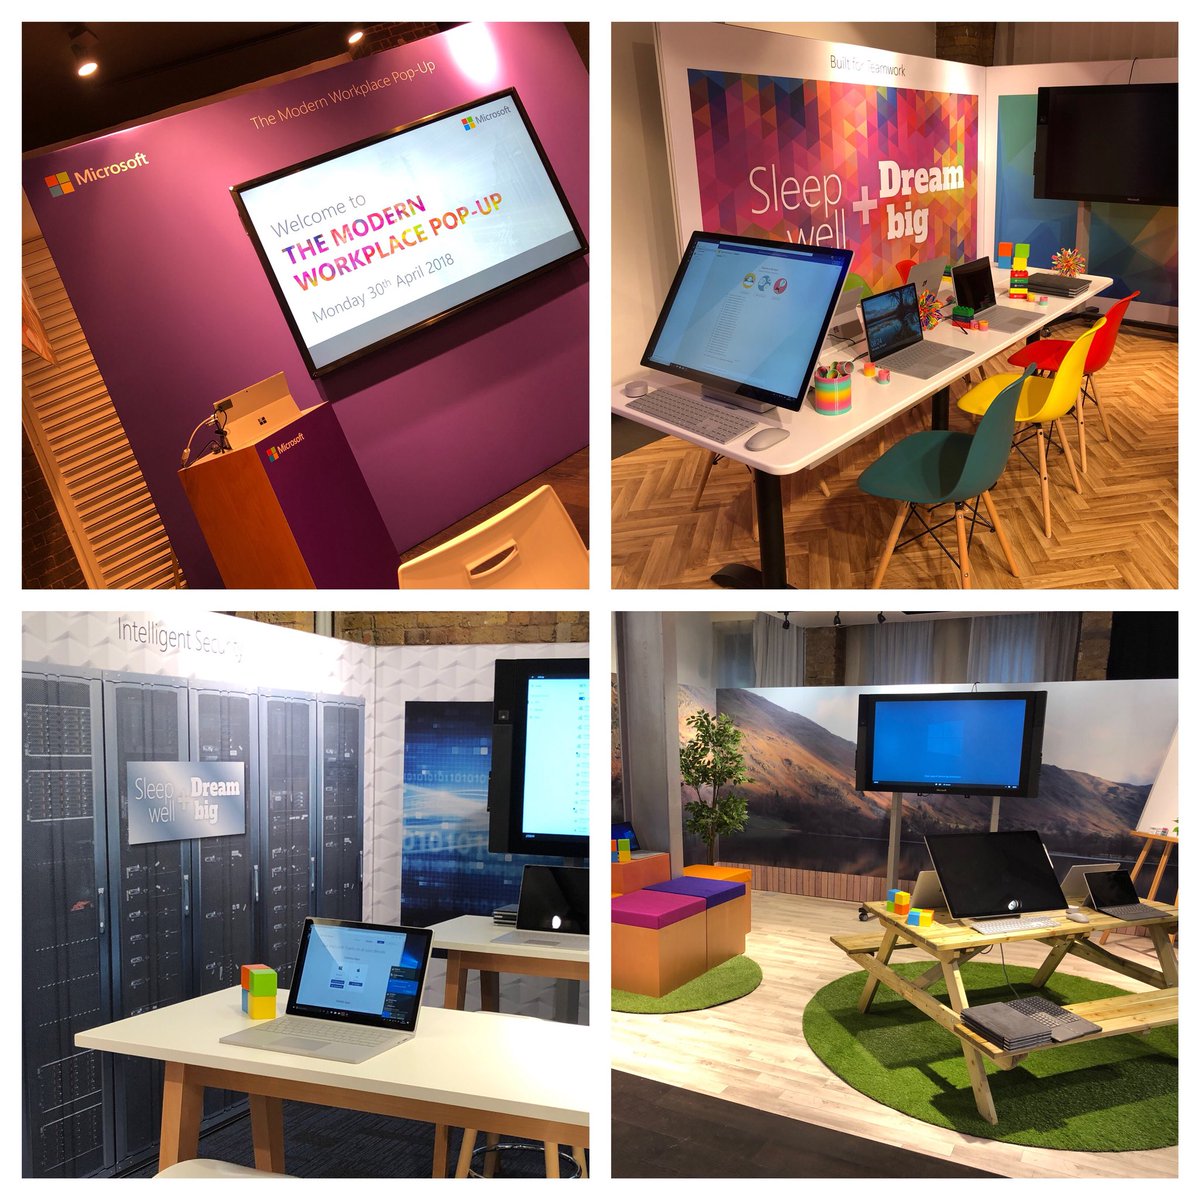 The Modern Workplace Pop-Up
Microsoft
Microsoft
Welcome to
THE MODERN
WORKPLACE POP-UP
Monday 30th April 2018
Microsoft
Built for Teamwork
Sleep
well
+
Dream
big
Intelligent Security
Sleep
well
+
Dream
big